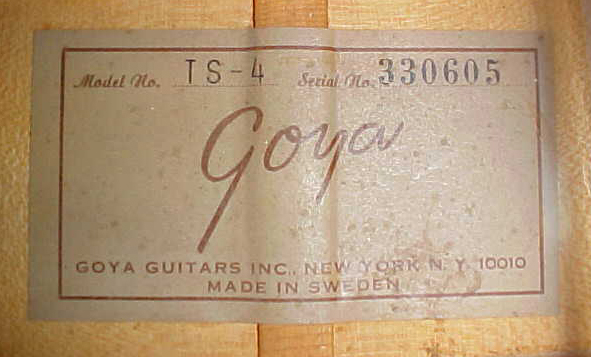 Model No. TS-4 Serial No. 330605
Goya
GOYA GUITARS INC., NEW YORK N. Y. 10010
MADE IN SWEDEN